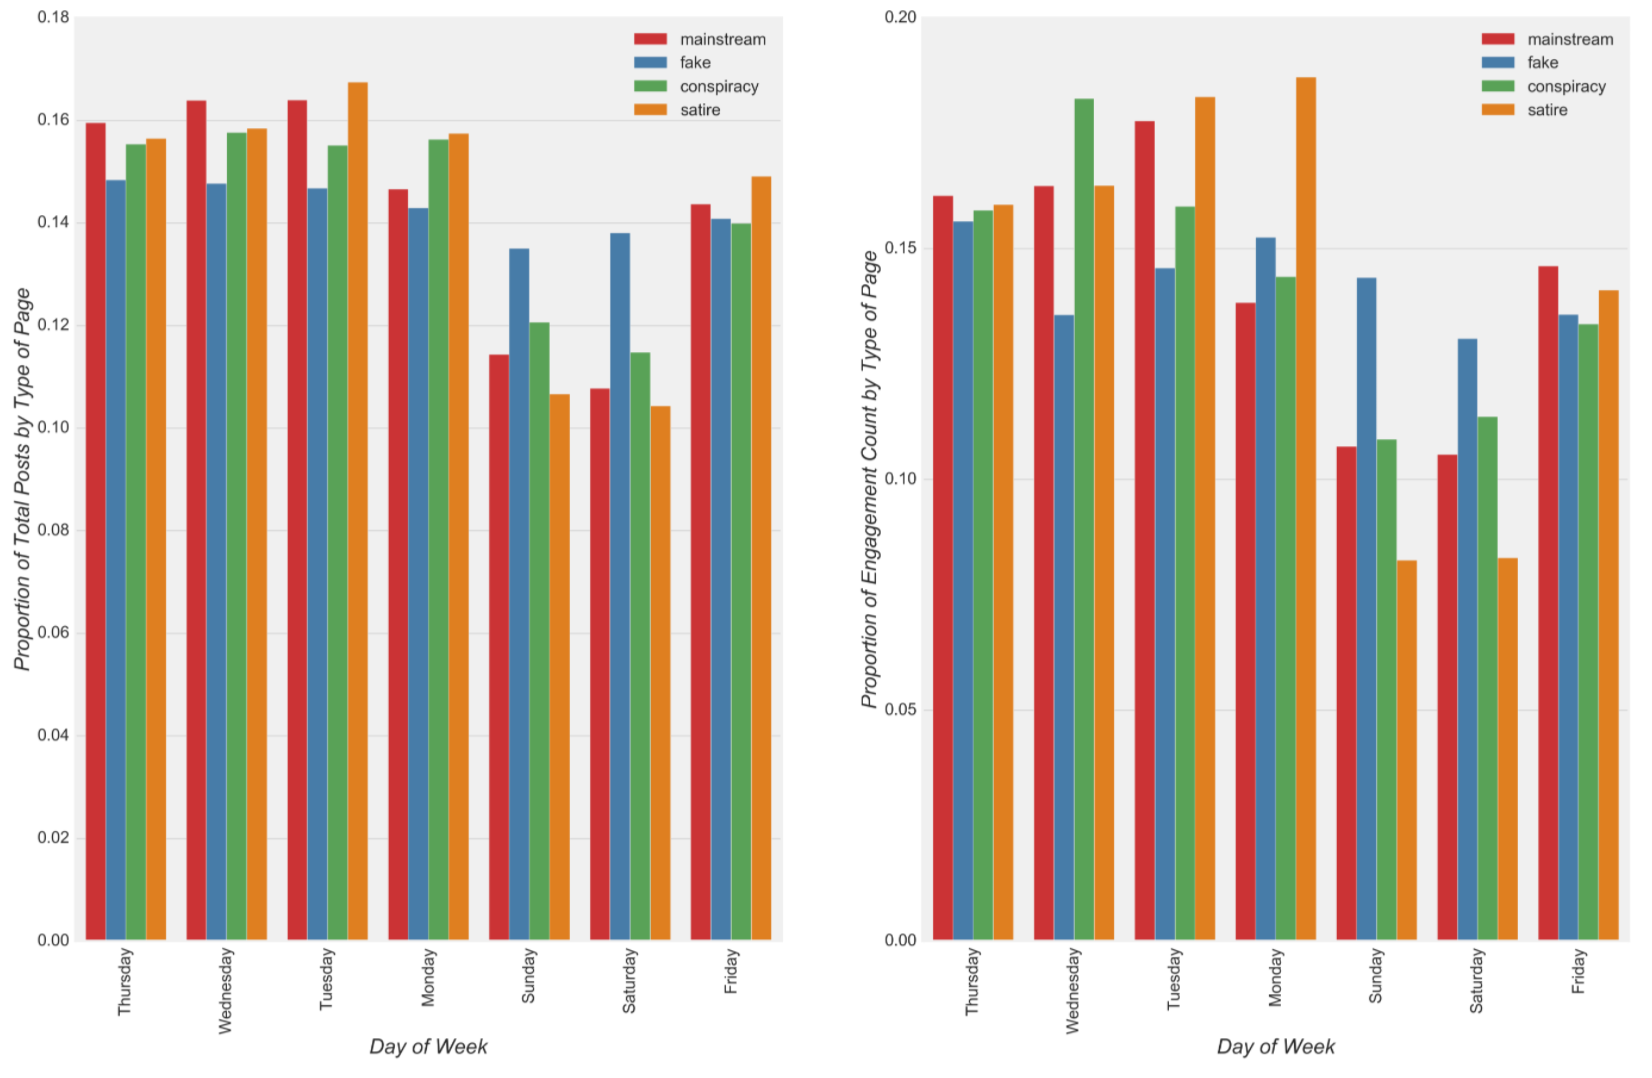 0.18
0.16
0.14
0.12
0.10
0.08
0.06
0.04
0.02
0.00
Proportion of Total Posts by Type of Page
mainstream
fake
conspiracy
satire
Thursday
Wednesday
Tuesday
Monday
Sunday
Saturday
Friday
Day of Week
0.20
0.15
0.10
0.05
0.00
Proportion of Engagement Count by Type of Page
mainstream
fake
conspiracy
satire
Thursday
Wednesday
Tuesday
Monday
Sunday
Saturday
Friday
Day of Week